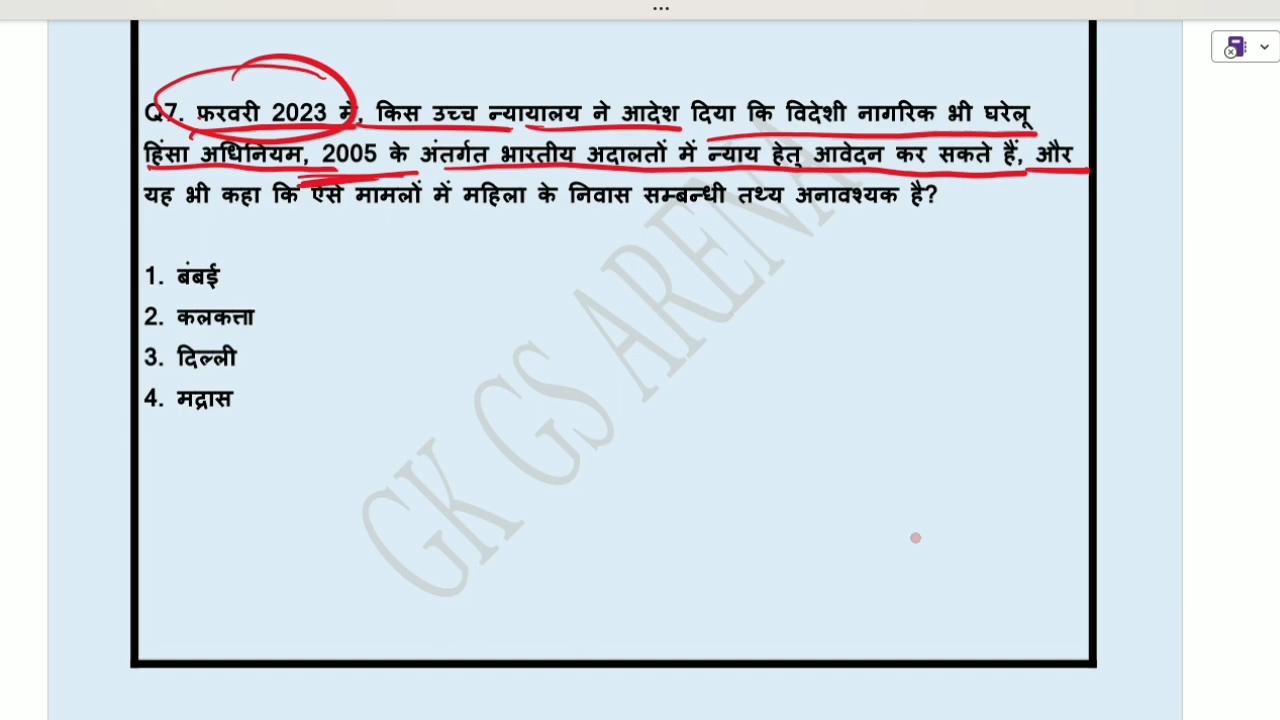 Q7. फरवरी 2023 में, किस उच्च न्यायालय ने आदेश दिया कि विदेशी नागरिक भी घरेलू
हिंसा अधिनियम, 2005 के अंतर्गत भारतीय अदालतों में न्याय हेतु आवेदन कर सकते हैं, और
यह भी कहा कि ऐसे मामलों में महिला के निवास सम्बन्धी तथ्य अनावश्यक है?
1. बंबई
2. कलकत्ता
3. दिल्ली
4. मद्रास
GK GS ARENA